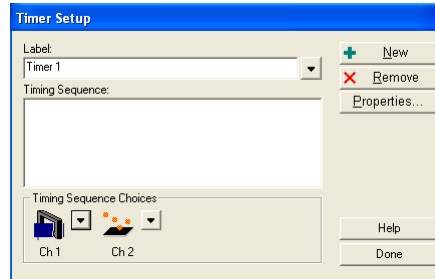 Timer Setup
Label:
Timer 1
Timing Sequence:
Timing Sequence Choices
Ch 1 Ch 2
New
Remove
Properties...
Help
Done